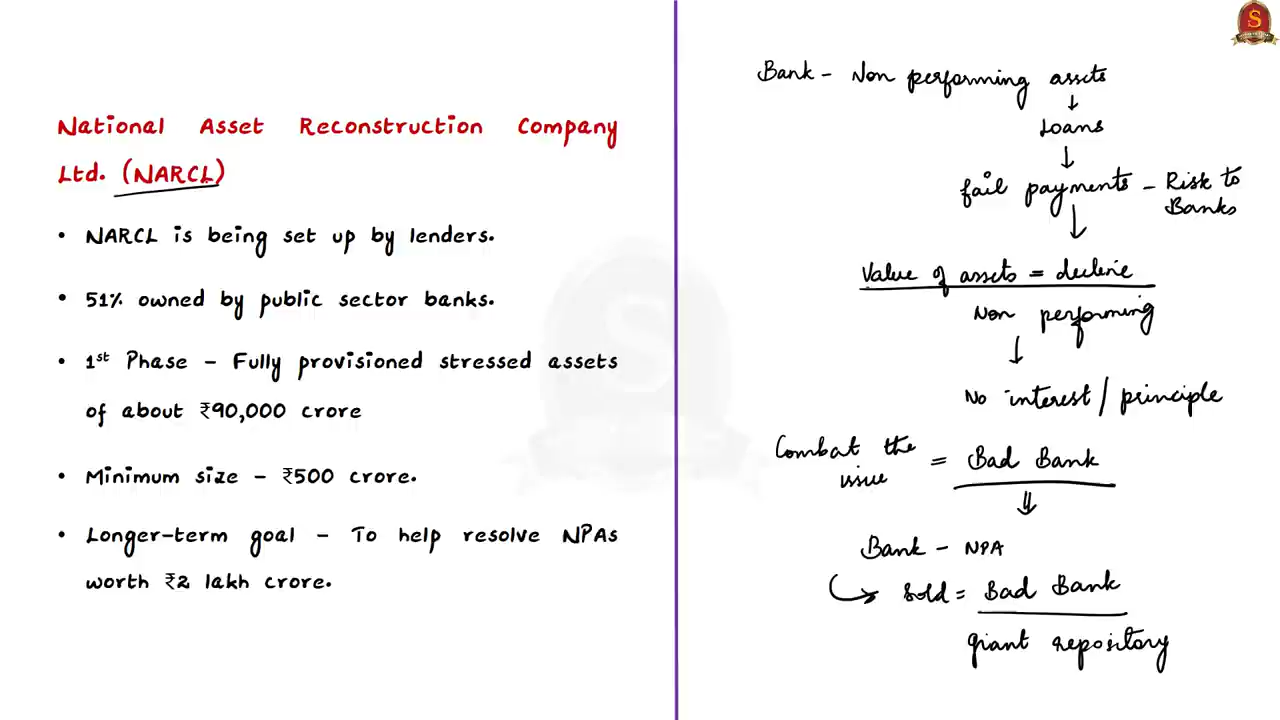 National Asset Reconstruction Company
Ltd. (NARCL)
• NARCL is being set up by lenders.
• 51% owned by public sector banks.
• 1st Phase – Fully provisioned stressed assets
of about ₹90,000 crore
• Minimum size – ₹500 crore.
• Longer-term goal – To help resolve NPAs
worth ₹2 lakh crore.
Bank – Non performing assets
↓
Loans
↓
fail payments – Risk to
Banks
↓
Value of assets = decline
Non performing
↓
No interest / principle
Combat the
issue = Bad Bank
⇓
Bank – NPA
→ sold = Bad Bank
giant repository
S